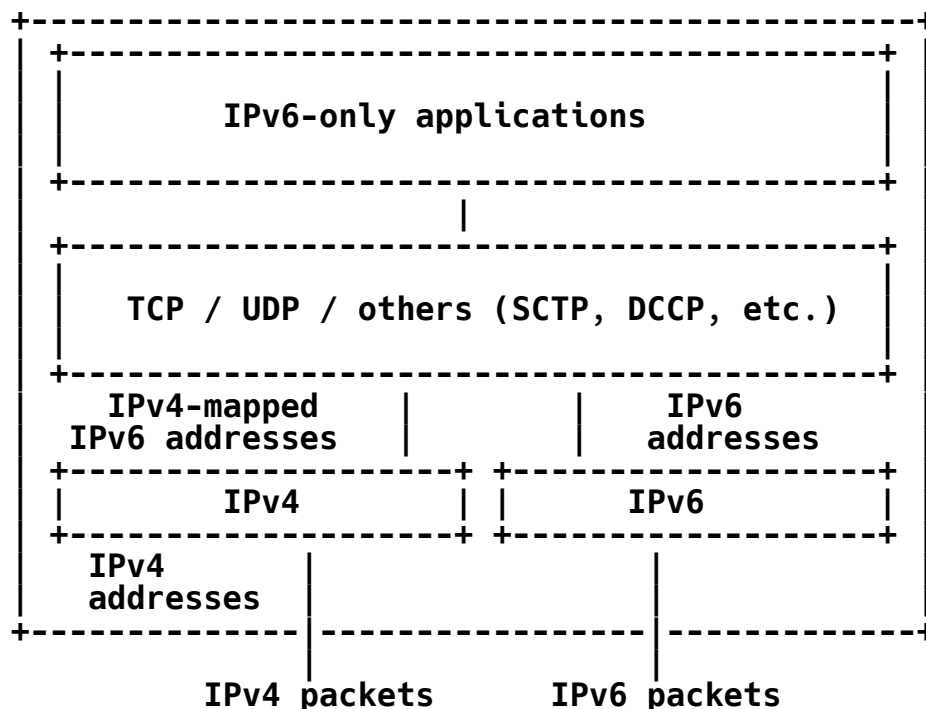 IPv6-only applications
TCP / UDP / others (SCTP, DCCP, etc.)
IPv4-mapped IPv6
IPv6 addresses addresses
IPv4 IPv6
IPv4
addresses
IPv4 packets IPv6 packets